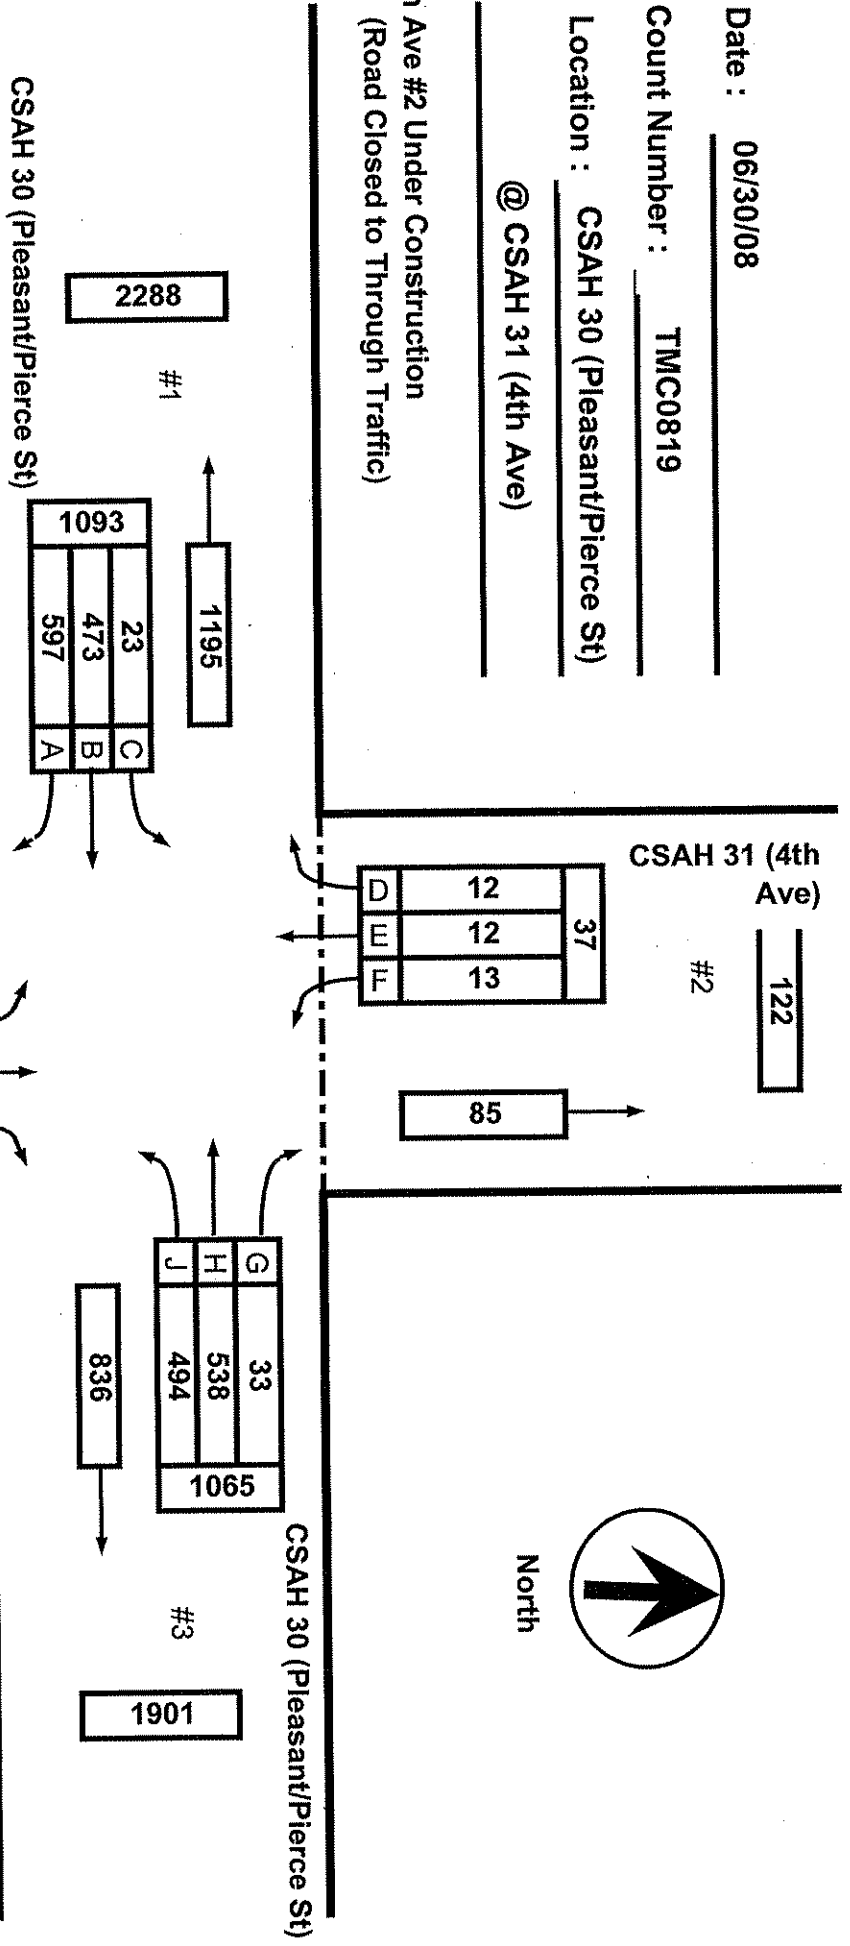 Date : 06/30/08
Count Number : TMC0819
Location : CSAH 30 (Pleasant/Pierce St)
@ CSAH 31 (4th Ave)
Ave #2 Under Construction
(Road Closed to Through Traffic)
CSAH 31 (4th
Ave)
#2
122
37
12
12
13
D
E
F
85
North
2288
#1
1195
CSAH 30 (Pleasant/Pierce St)
1093
23
C
473
B
597
A
G
33
H
538
J
494
1065
836
CSAH 30 (Pleasant/Pierce St)
#3
1901